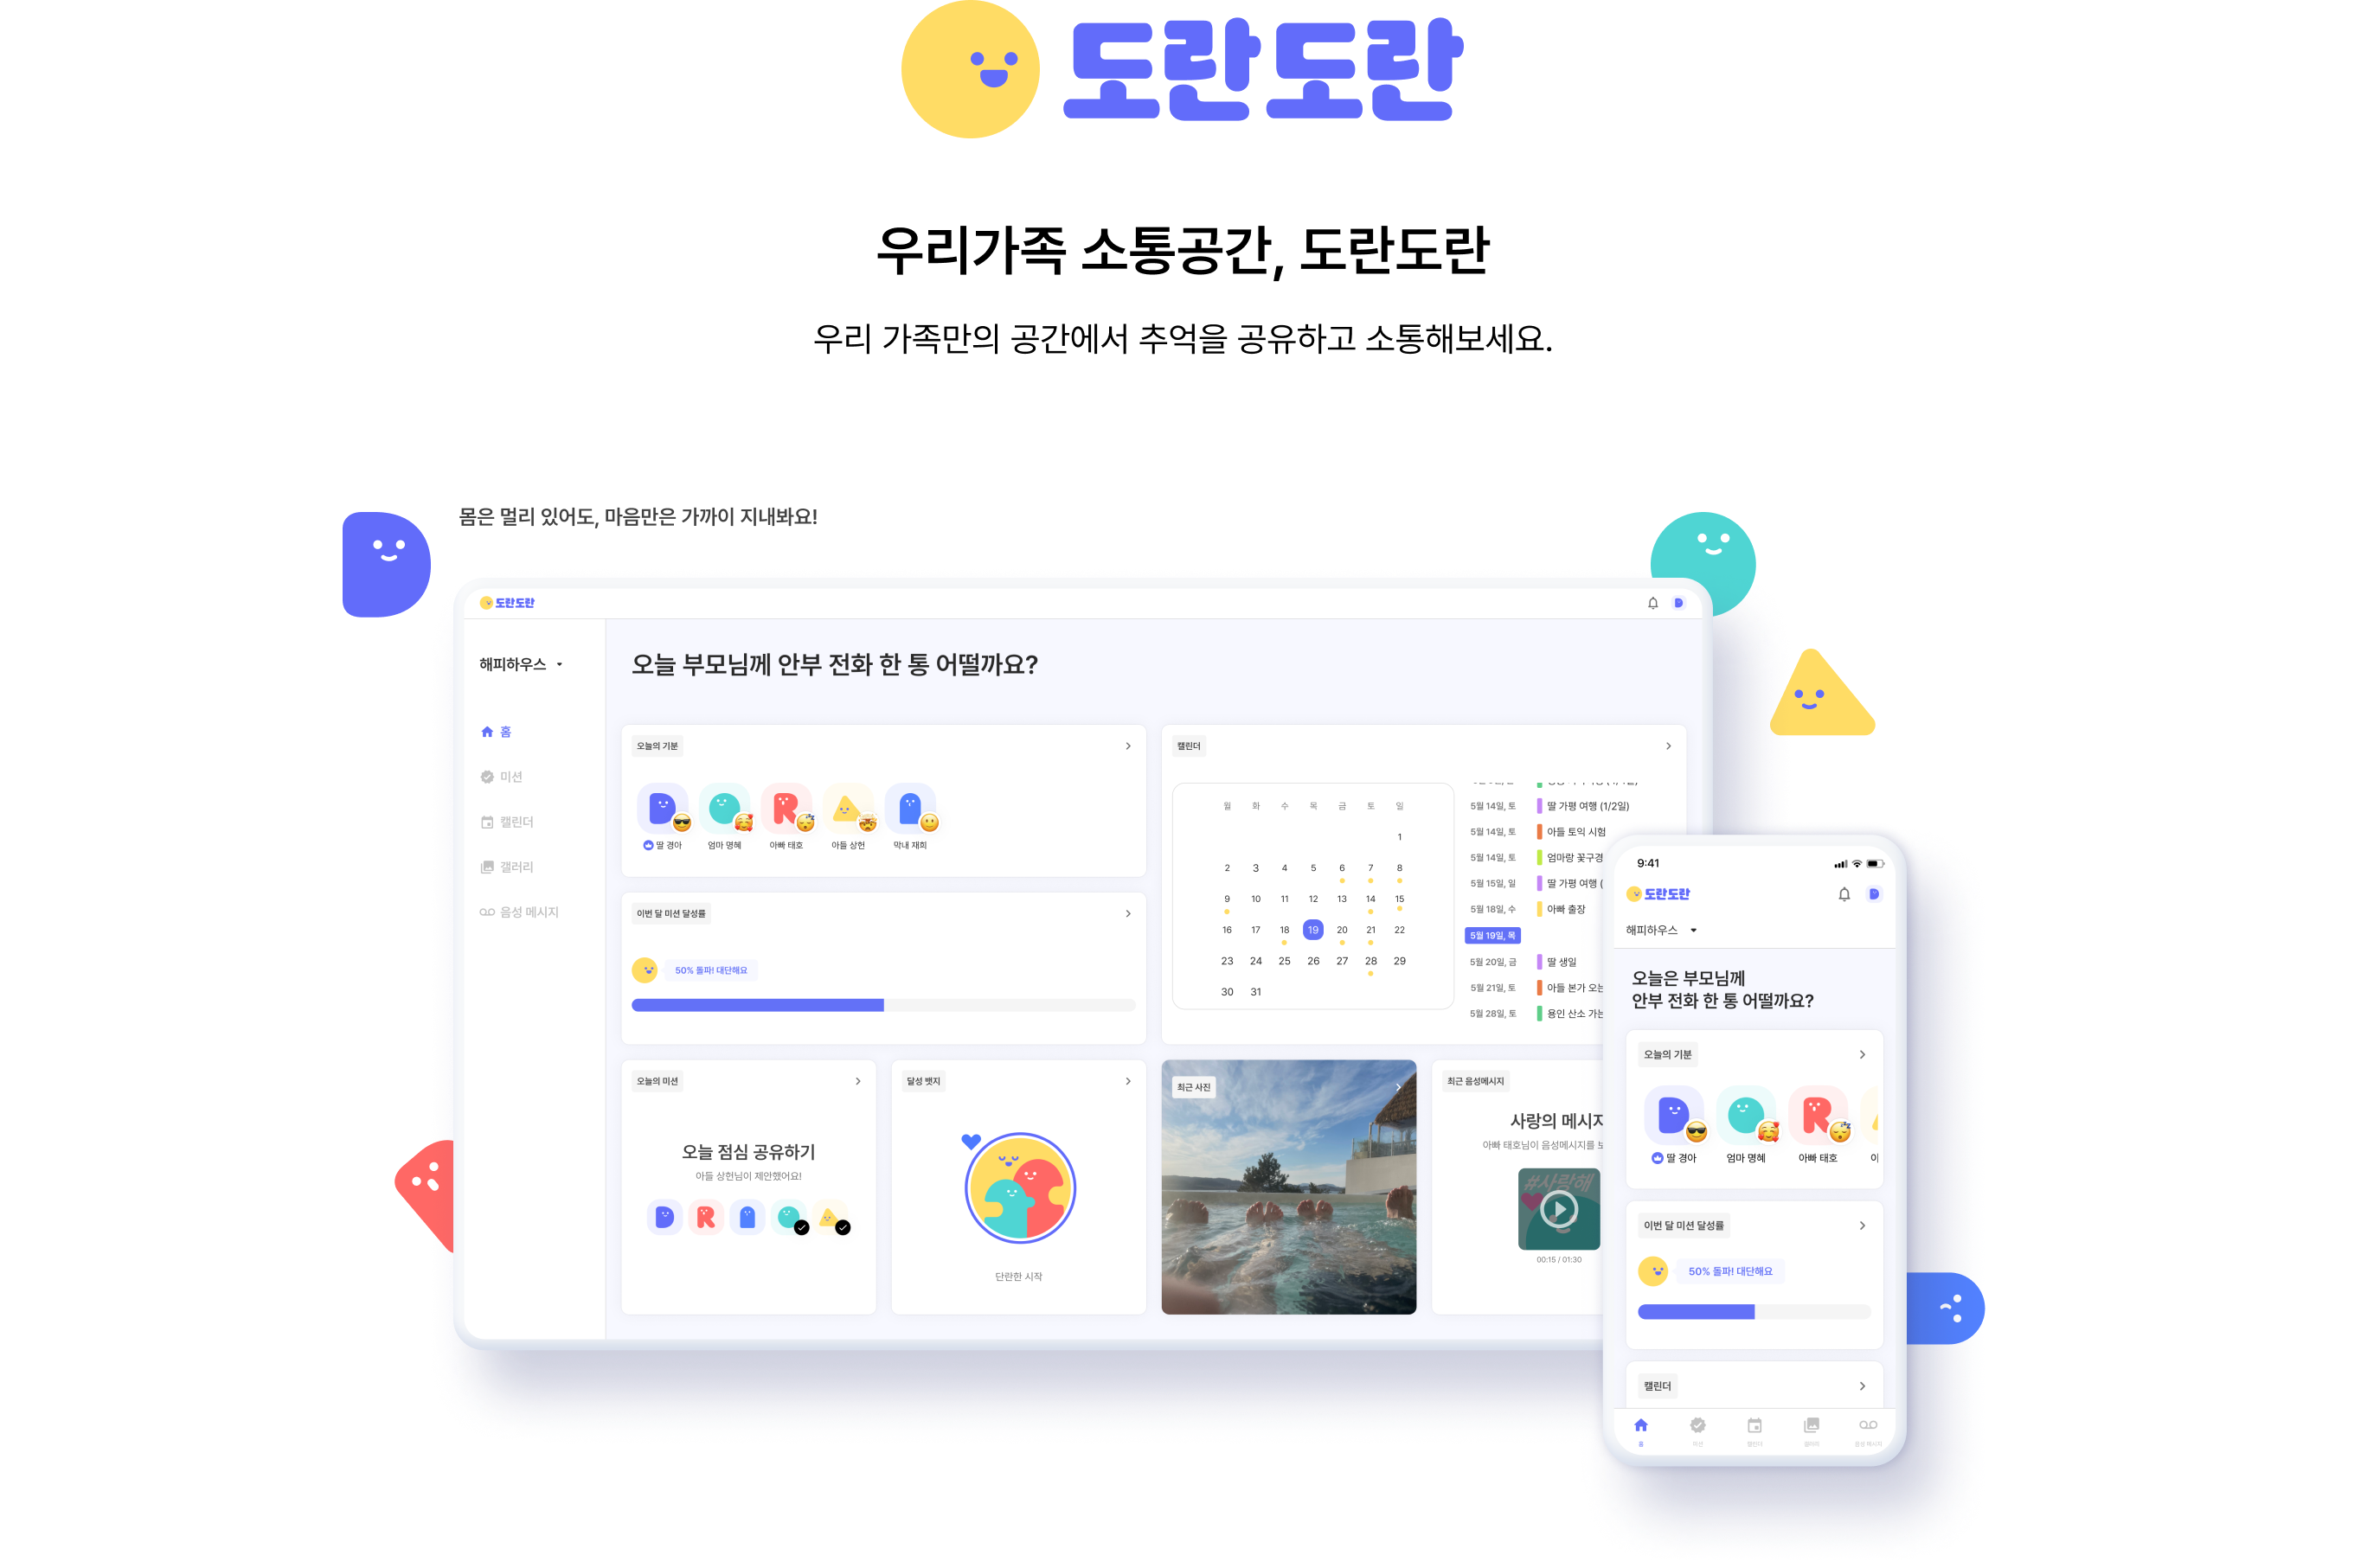 도란도란
우리가족 소통공간, 도란도란
우리 가족만의 공간에서 추억을 공유하고 소통해보세요.
몸은 멀리 있어도, 마음만은 가까이 지내봐요!
도란도란
해피하우스
홈
미션
캘린더
갤러리
음성 메시지
오늘 부모님께 안부 전화 한 통 어떨까요?
오늘의 기분
딸 경아
엄마 명혜
아빠 태호
아들 상헌
막내 재희
이번 달 미션 달성률
50% 돌파! 대단해요
캘린더
월 화 수 목 금 토 일
1
2 3 4 5 6 7 8
9 10 11 12 13 14 15
16 17 18 19 20 21 22
23 24 25 26 27 28 29
30 31
5월 14일, 토 딸 가평 여행 (1/2일)
5월 14일, 토 아들 토익 시험
5월 14일, 토 엄마랑 꽃구경
5월 15일, 일 딸 가평 여행 (
5월 18일, 수 아빠 출장
5월 19일, 목
5월 20일, 금 딸 생일
5월 21일, 토 아들 본가 오는
5월 28일, 토 용인 산소 가는
오늘의 미션
오늘 점심 공유하기
아들 상헌님이 제안했어요!
달성 뱃지
단란한 시작
최근 사진
최근 음성메시지
사랑의 메시지
아빠 태호님이 음성메시지를 보
#사랑해
00:15 / 01:30
9:41
도란도란
해피하우스
오늘은 부모님께
안부 전화 한 통 어떨까요?
오늘의 기분
딸 경아
엄마 명혜
아빠 태호
이번 달 미션 달성률
50% 돌파! 대단해요
캘린더
홈
미션
캘린더
갤러리
음성 메시지